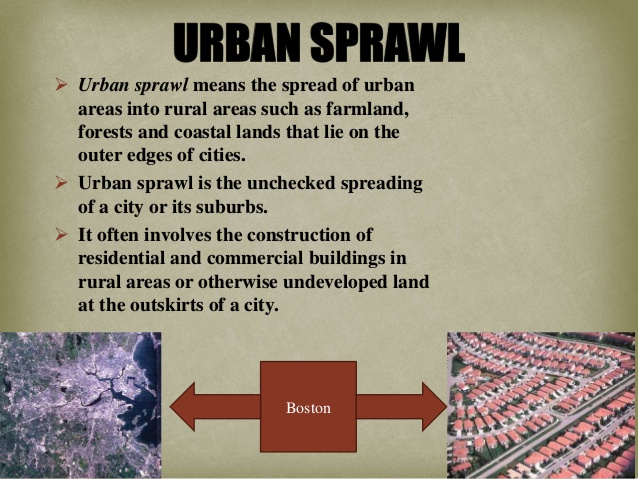 URBAN SPRAWL
Urban sprawl means the spread of urban
areas into rural areas such as farmland,
forests and coastal lands that lie on the
outer edges of cities.
Urban sprawl is the unchecked spreading
of a city or its suburbs.
It often involves the construction of
residential and commercial buildings in
rural areas or otherwise undeveloped land
at the outskirts of a city.
Boston